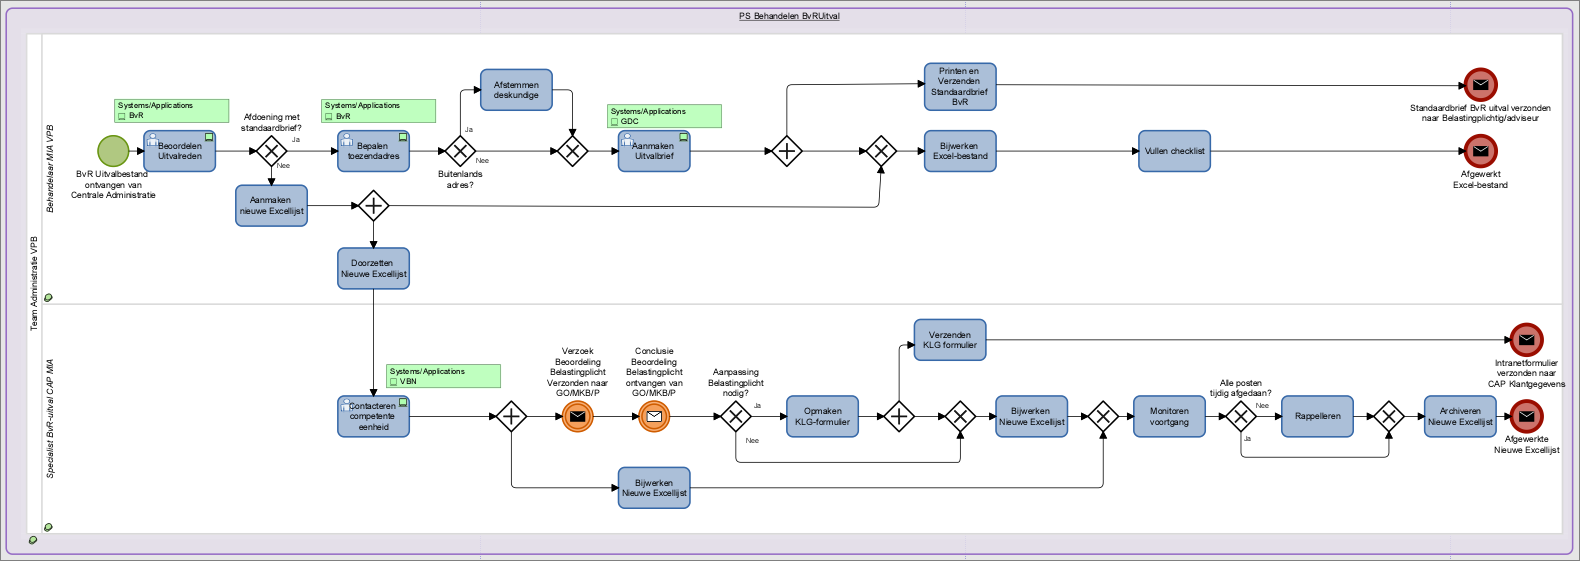 PS Behandelen BvRUitval
Team Administratie VPB
Behandelaar MIA VPB
BvR Uitvalbestand
ontvangen van
Centrale Administratie
Systems/Applications
BvR
Beoordelen
Uitvalreden
Afdoening met
standaardbrief?
Ja
Nee
Aanmaken
nieuwe Excellijst
Systems/Applications
BvR
Bepalen
toezendadres
Buitenlands
adres?
Ja
Nee
Afstemmen
deskundige
Systems/Applications
GDC
Aanmaken
Uitvalbrief
Printen en
Verzenden
Standaardbrief
BvR
Standaardbrief BvR uitval verzonden
naar Belastingplichtig/adviseur
Bijwerken
Excel-bestand
Vullen checklist
Afgewerkt
Excel-bestand
Doorzetten
Nieuwe Excellijst
Specialist BvR-uitval CAP MIA
Systems/Applications
VBN
Contacteren
competente
eenheid
Verzoek
Beoordeling
Belastingplicht
Verzonden naar
GO/MKB/P
Conclusie
Beoordeling
Belastingplicht
ontvangen van
GO/MKB/P
Aanpassing
Belastingplicht
nodig?
Ja
Nee
Opmaken
KLG-formulier
Verzenden
KLG formulier
Intranetformulier
verzonden naar
CAP Klantgegevens
Bijwerken
Nieuwe Excellijst
Bijwerken
Nieuwe Excellijst
Monitoren
voortgang
Alle posten
tijdig afgedaan?
Nee
Ja
Rappelleren
Archiveren
Nieuwe Excellijst
Afgewerkte
Nieuwe Excellijst